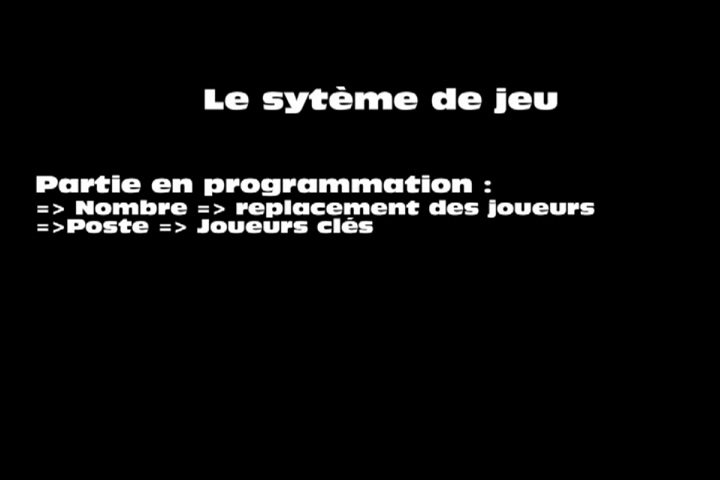 Le sytème de jeu
Partie en programmation :
=> Nombre => replacement des joueurs
=>Poste => Joueurs clés